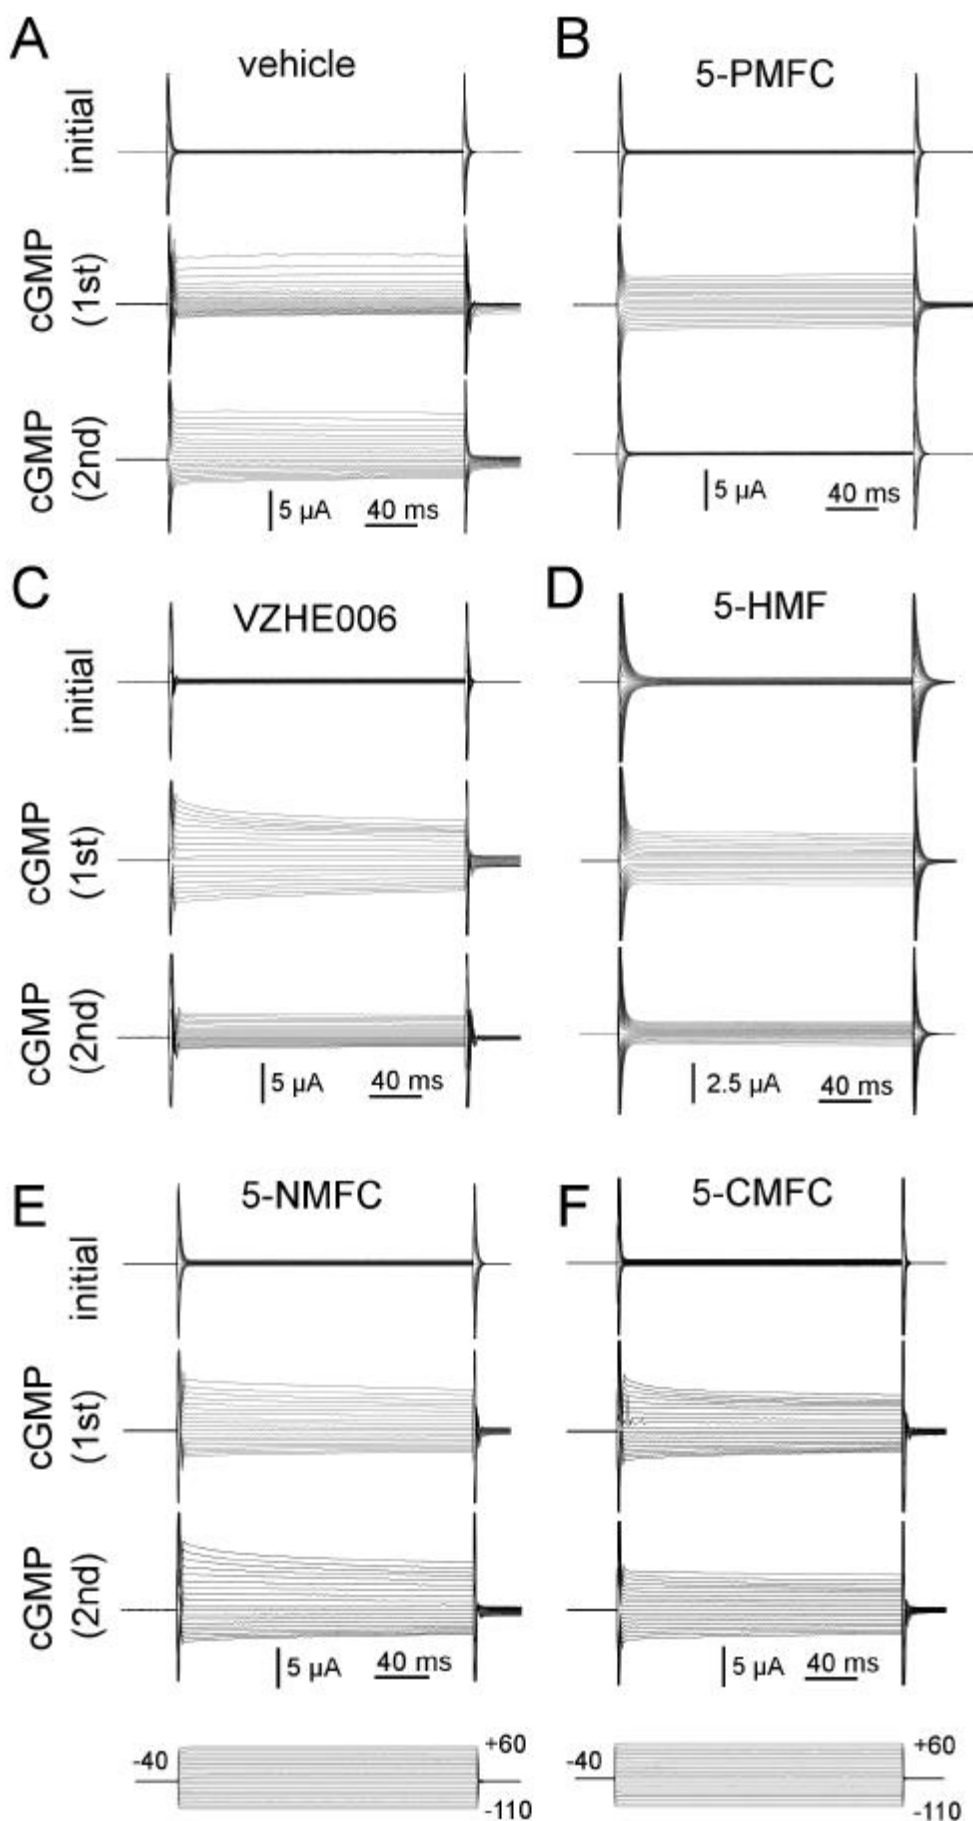 A
vehicle
initial
cGMP
(1st)
cGMP
(2nd)
5 µA
40 ms
B
5-PMFC
5 µA
40 ms
C
VZHE006
initial
cGMP
(1st)
cGMP
(2nd)
5 µA
40 ms
D
5-HMF
2.5 µA
40 ms
E
5-NMFC
initial
cGMP
(1st)
cGMP
(2nd)
5 µA
40 ms
-40
+60
-110
F
5-CMFC
5 µA
40 ms
-40
+60
-110